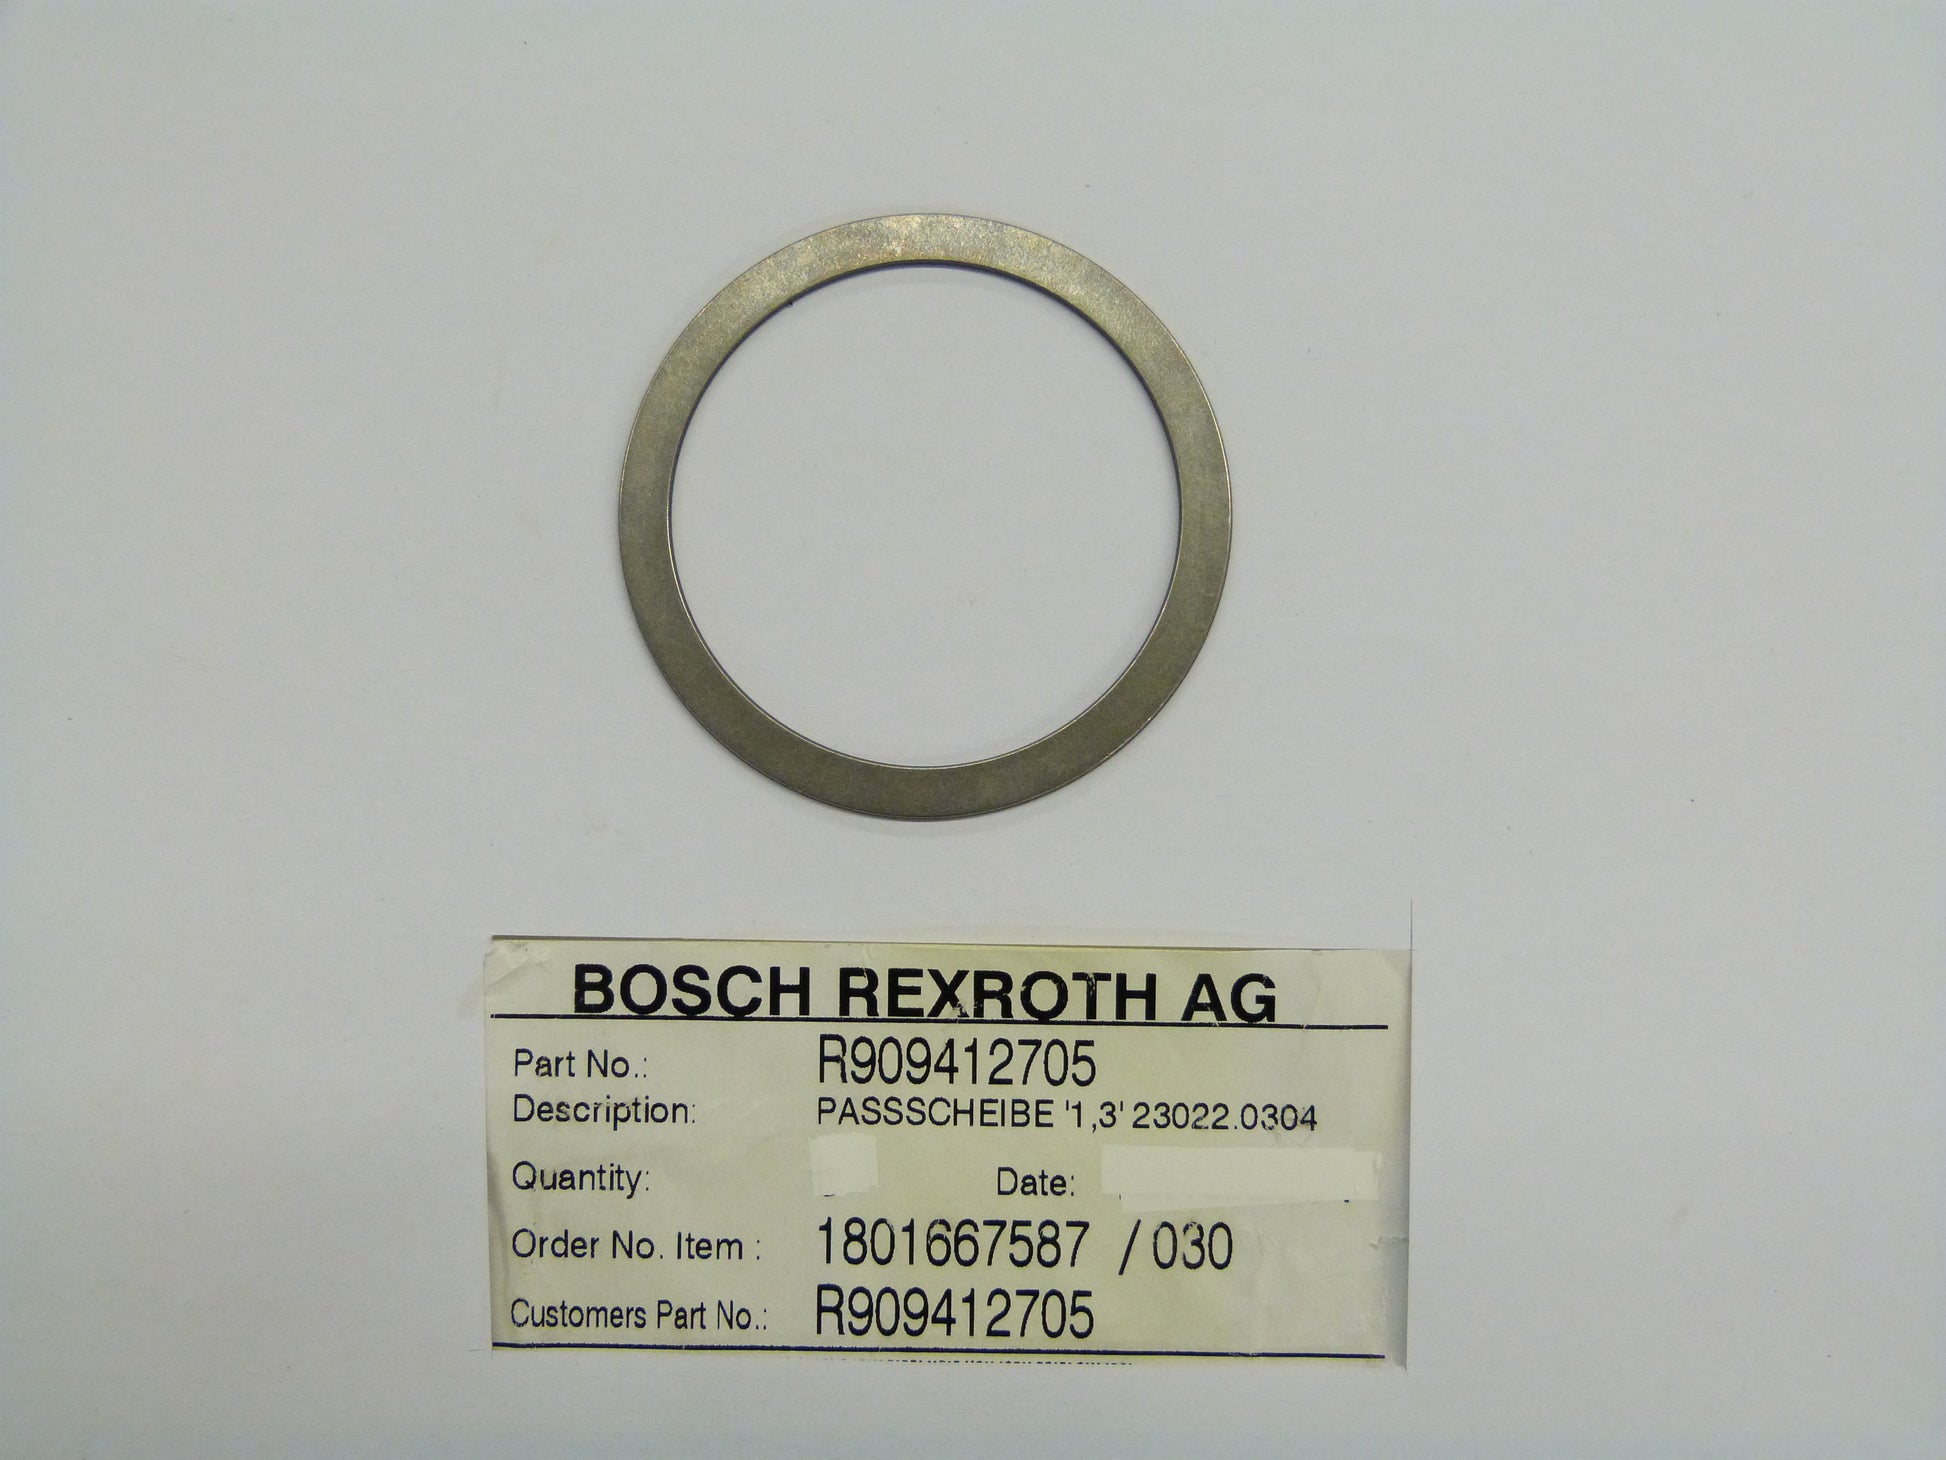 BOSCH REXROTH AG
Part No.: R909412705
Description: PASSSCHEIBE '1,3' 23022.0304
Quantity: Date:
Order No. Item : 1801667587 / 030
Customers Part No.: R909412705